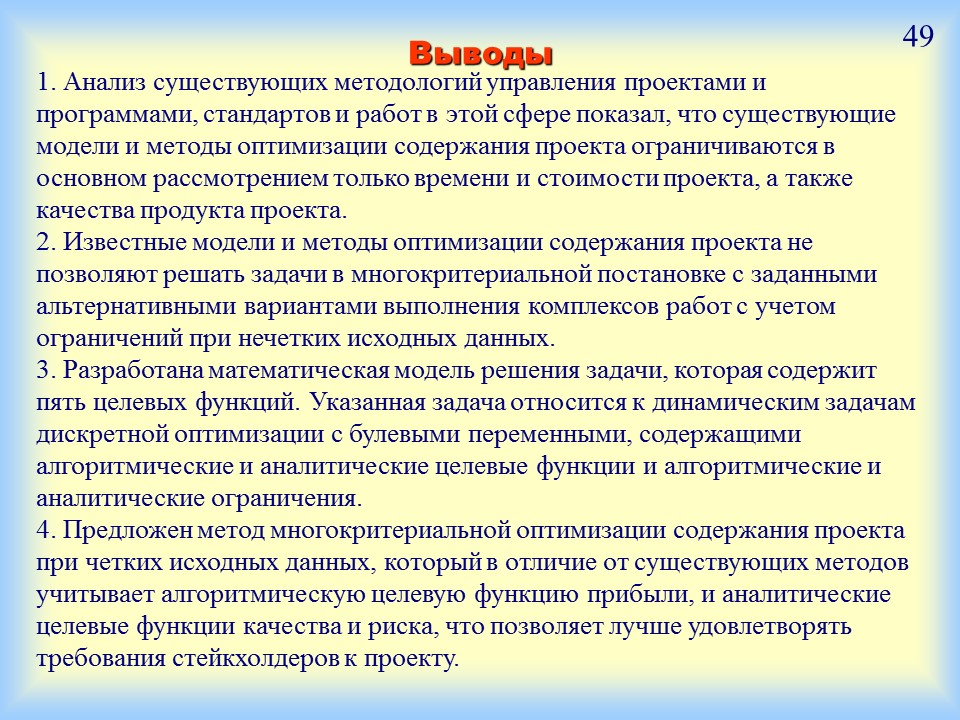 49
Выводы
1. Анализ существующих методологий управления проектами и
программами, стандартов и работ в этой сфере показал, что существующие
модели и методы оптимизации содержания проекта ограничиваются в
основном рассмотрением только времени и стоимости проекта, а также
качества продукта проекта.
2. Известные модели и методы оптимизации содержания проекта не
позволяют решать задачи в многокритериальной постановке с заданными
альтернативными вариантами выполнения комплексов работ с учетом
ограничений при нечетких исходных данных.
3. Разработана математическая модель решения задачи, которая содержит
пять целевых функций. Указанная задача относится к динамическим задачам
дискретной оптимизации с булевыми переменными, содержащими
алгоритмические и аналитические целевые функции и алгоритмические и
аналитические ограничения.
4. Предложен метод многокритериальной оптимизации содержания проекта
при четких исходных данных, который в отличие от существующих методов
учитывает алгоритмическую целевую функцию прибыли, и аналитические
целевые функции качества и риска, что позволяет лучше удовлетворять
требования стейкхолдеров к проекту.